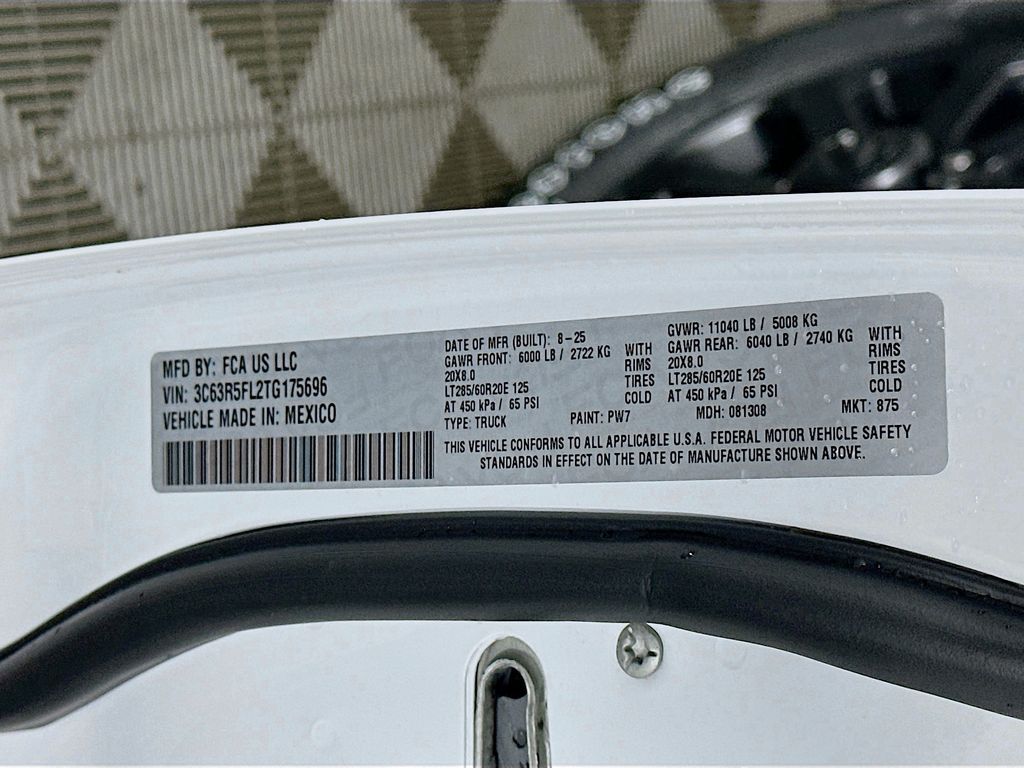 MFD BY: FCA US LLC
VIN: 3C63R5FL2TG175696
VEHICLE MADE IN: MEXICO
DATE OF MFR (BUILT): 8-25
GAWR FRONT: 6000 LB / 2722 KG WITH
20X8.0 RIMS
LT285/60R20E 125 TIRES
AT 450 kPa / 65 PSI COLD
TYPE: TRUCK PAINT: PW7
GVWR: 11040 LB / 5008 KG
GAWR REAR: 6040 LB / 2740 KG WITH
20X8.0 RIMS
LT285/60R20E 125 TIRES
AT 450 kPa / 65 PSI COLD
MDH: 081308 MKT: 875
THIS VEHICLE CONFORMS TO ALL APPLICABLE U.S.A. FEDERAL MOTOR VEHICLE SAFETY
STANDARDS IN EFFECT ON THE DATE OF MANUFACTURE SHOWN ABOVE.